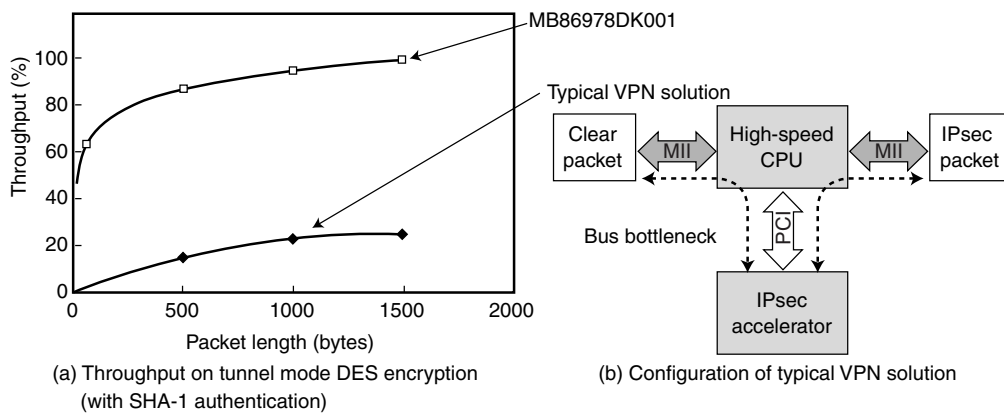 MB86978DK001
Throughput (%)
100
80
60
40
20
0
Typical VPN solution
0
500
1000
1500
2000
Packet length (bytes)
(a) Throughput on tunnel mode DES encryption
(with SHA-1 authentication)
Clear
packet
MII
High-speed
CPU
MII
IPsec
packet
Bus bottleneck
PCI
IPsec
accelerator
(b) Configuration of typical VPN solution